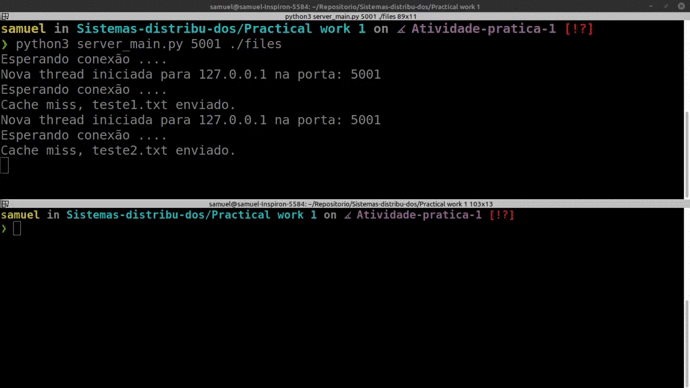 samuel@samuel-inspiron-5584: ~/Repositorio/Sistemas-distribu-dos/Practical work 1
python3 server_main.py 5001 ./files 89x11
samuel in Sistemas-distribu-dos/Practical work 1 on ∡ Atividade-pratica-1 [!?]
❯ python3 server_main.py 5001 ./files
Esperando conexão ....
Nova thread iniciada para 127.0.0.1 na porta: 5001
Esperando conexão ....
Cache miss, teste1.txt enviado.
Nova thread iniciada para 127.0.0.1 na porta: 5001
Esperando conexão ....
Cache miss, teste2.txt enviado.
samuel@samuel-Inspiron-5584: ~/Repositorio/Sistemas-distribu-dos/Practical work 1 103x13
samuel in Sistemas-distribu-dos/Practical work 1 on ∡ Atividade-pratica-1 [!?]
❯